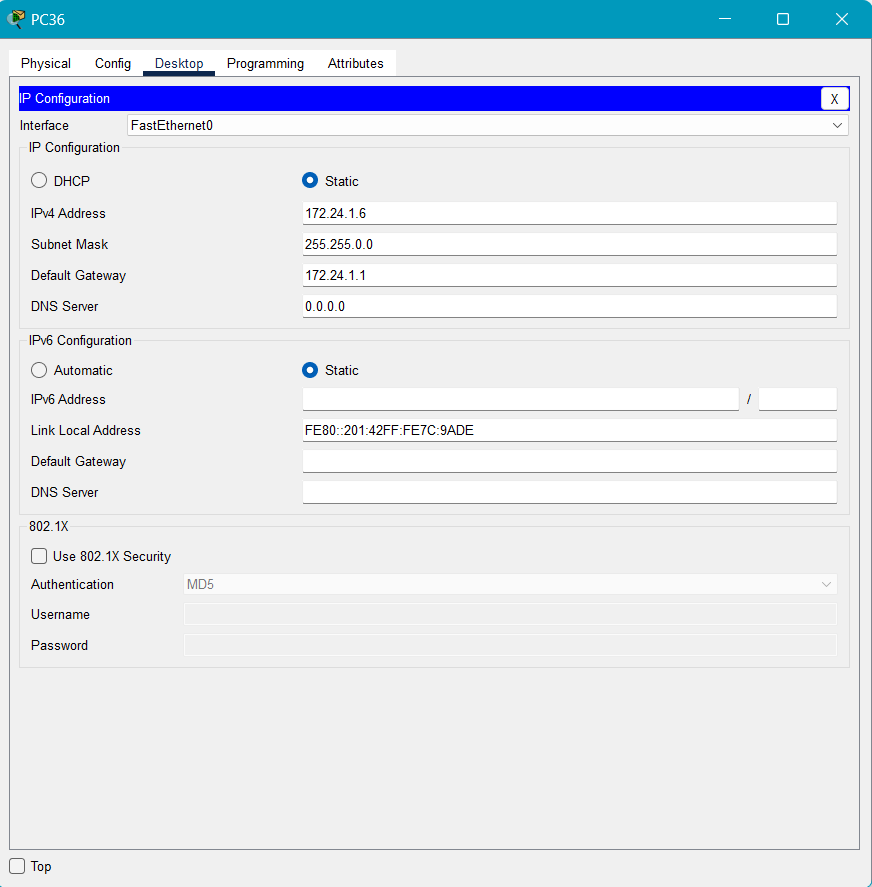 PC36
Physical Config Desktop Programming Attributes
IP Configuration X
Interface FastEthernet0
IP Configuration
DHCP Static
IPv4 Address 172.24.1.6
Subnet Mask 255.255.0.0
Default Gateway 172.24.1.1
DNS Server 0.0.0.0
IPv6 Configuration
Automatic Static
IPv6 Address /
Link Local Address FE80::201:42FF:FE7C:9ADE
Default Gateway
DNS Server
802.1X
Use 802.1X Security
Authentication MD5
Username
Password
Top